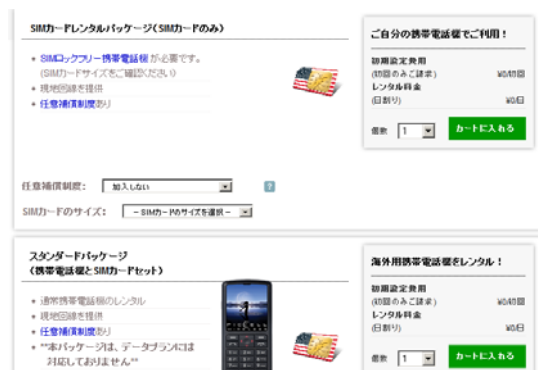 SIMカードレンタルパッケージ(SIMカードのみ)
SIMロックフリー携帯電話機 が必要です。
(SIMカードサイズをご確認ください)
現地回線を提供
任意補償制度あり
任意補償制度: 加入しない ?
SIMカードのサイズ: - SIMカードのサイズを選択 -
ご自分の携帯電話機でご利用！
初期設定費用
(初回のみご請求) ¥0/初回
レンタル料金
(日割り) ¥0/日
個数 1 カートに入れる
スタンダードパッケージ
(携帯電話機とSIMカードセット)
通常携帯電話機のレンタル
現地回線を提供
任意補償制度あり
**本パッケージは、データプランには
対応しておりません**
海外用携帯電話機をレンタル！
初期設定費用
(初回のみご請求) ¥0/初回
レンタル料金
(日割り) ¥0/日
個数 1 カートに入れる